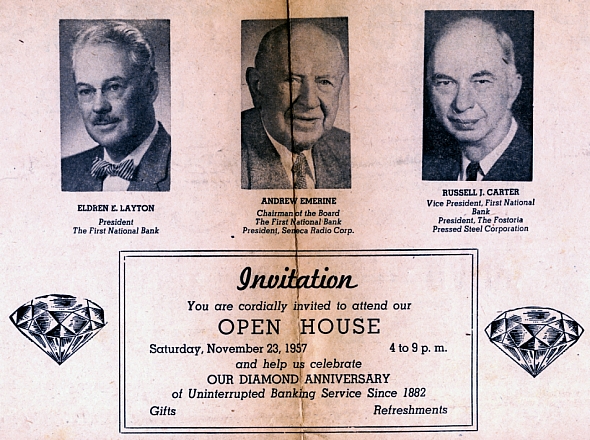 ELDREN E. LAYTON
President
The First National Bank
ANDREW EMERINE
Chairman of the Board
The First National Bank
President, Seneca Radio Corp.
RUSSELL J. CARTER
Vice President, First National
Bank
President, The Fostoria
Pressed Steel Corporation
Invitation
You are cordially invited to attend our
OPEN HOUSE
Saturday, November 23, 1957 4 to 9 p. m.
and help us celebrate
OUR DIAMOND ANNIVERSARY
of Uninterrupted Banking Service Since 1882
Gifts Refreshments